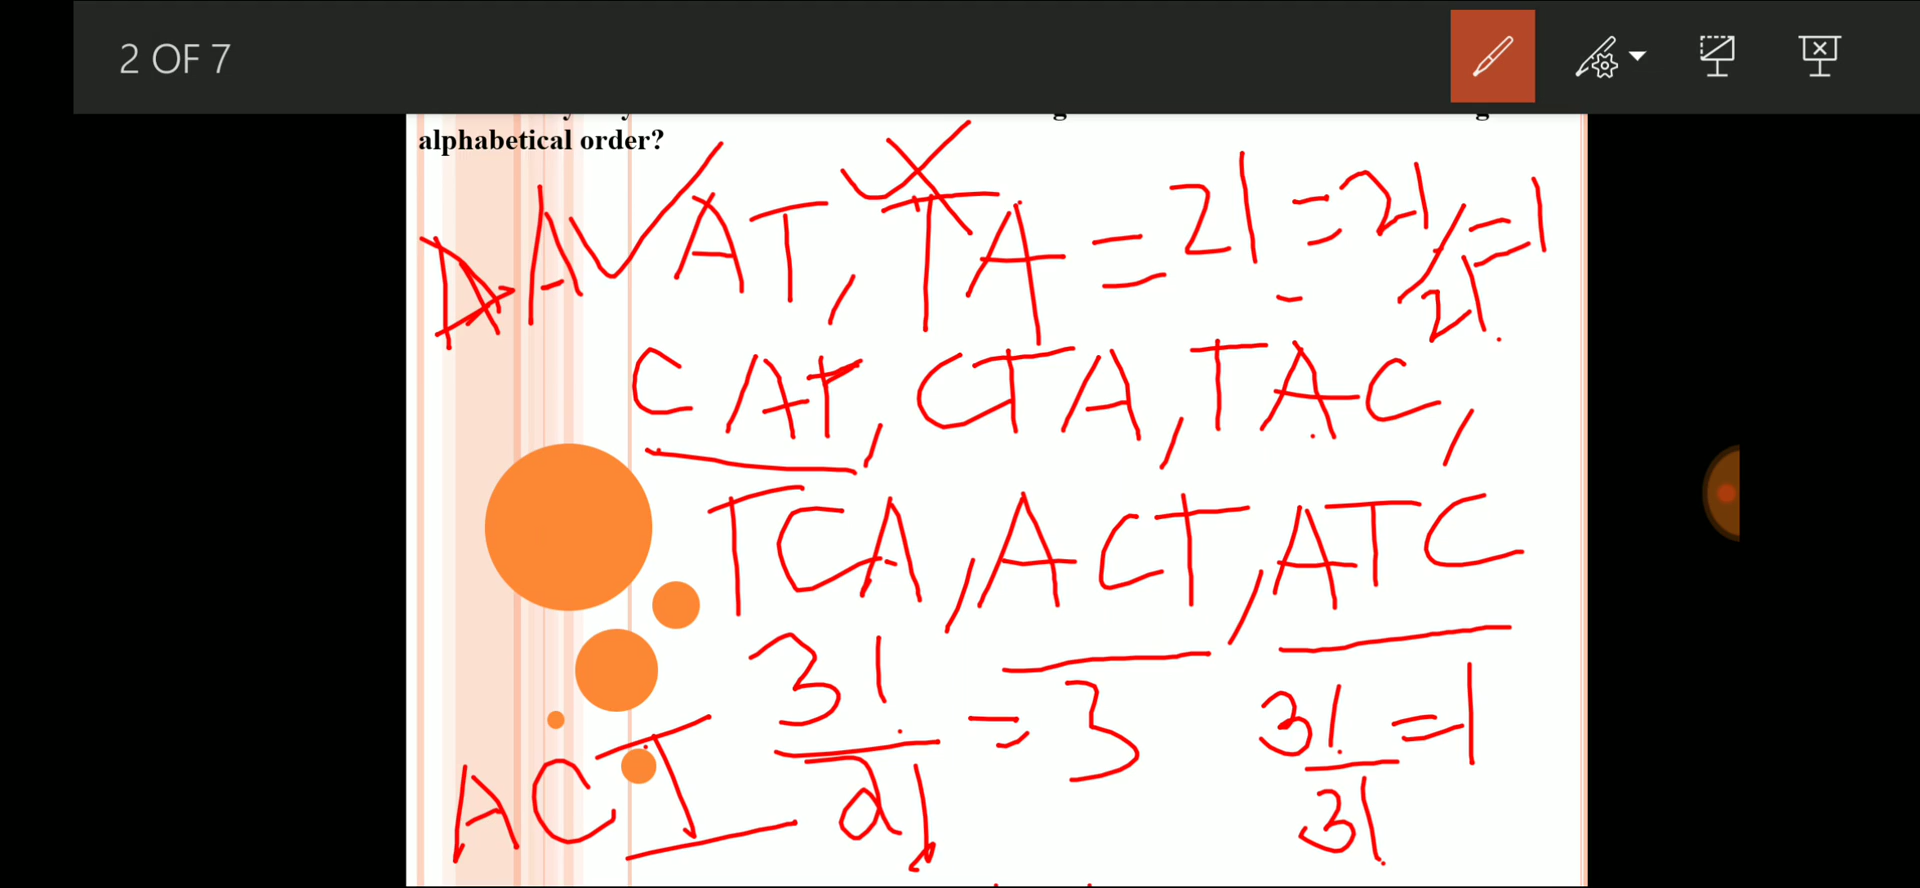 2 OF 7
alphabetical order?
AT, TA = 2! = 2!/2! = 1
CAT, CTA, TAC,
TCA, ACT, ATC
3! = 3 3! = 1
2! 3!
ACT